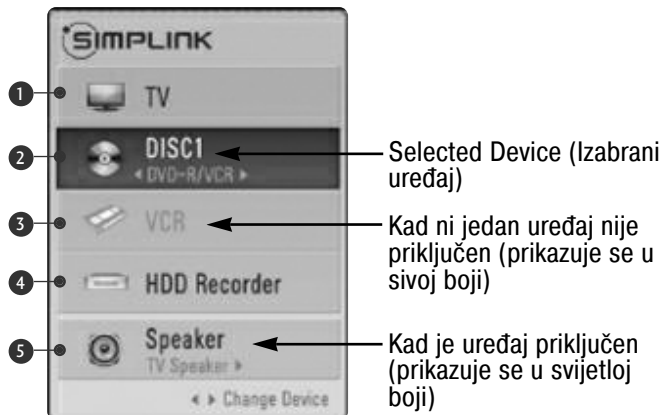 SIMPLINK
1 TV
2 DISC1
◄ DVD-R/VCR ►
3 VCR
4 HDD Recorder
5 Speaker
TV Speaker ►
◄ ► Change Device
Selected Device (Izabrani
uređaj)
Kad ni jedan uređaj nije
priključen (prikazuje se u
sivoj boji)
Kad je uređaj priključen
(prikazuje se u svijetloj
boji)